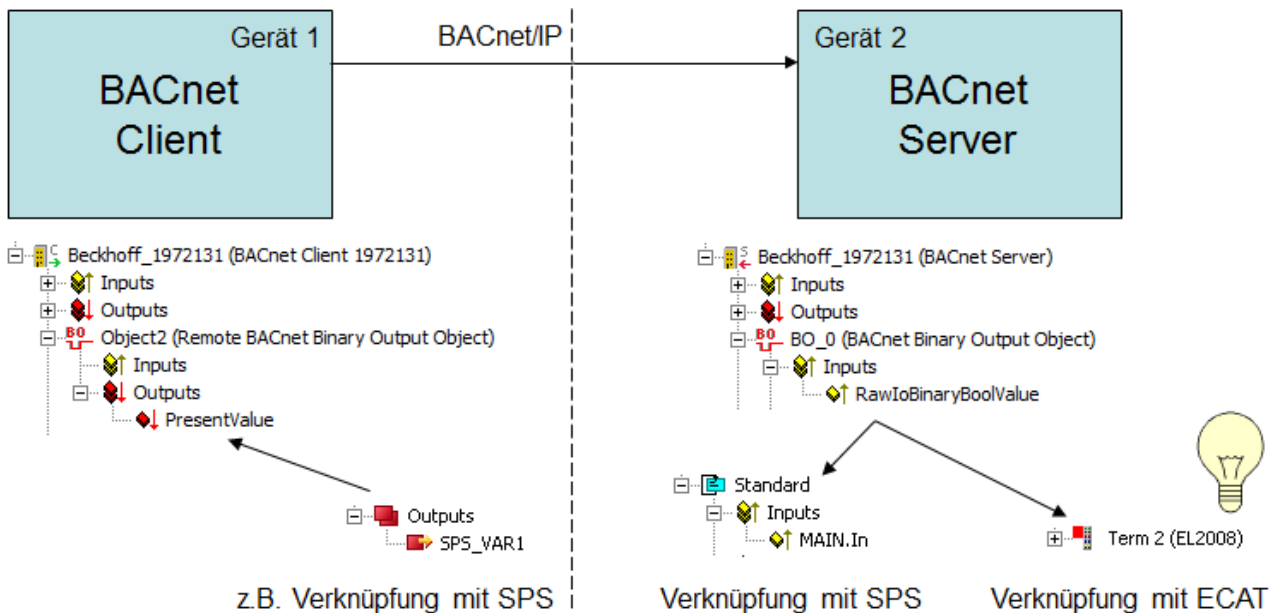 Gerät 1
BACnet
Client
BACnet/IP
Gerät 2
BACnet
Server
C
Beckhoff_1972131 (BACnet Client 1972131)
Inputs
Outputs
BO
Object2 (Remote BACnet Binary Output Object)
Inputs
Outputs
PresentValue
Outputs
SPS_VAR1
z.B. Verknüpfung mit SPS
S
Beckhoff_1972131 (BACnet Server)
Inputs
Outputs
BO
BO_0 (BACnet Binary Output Object)
Inputs
RawIoBinaryBoolValue
Standard
Inputs
MAIN.In
Term 2 (EL2008)
Verknüpfung mit SPS
Verknüpfung mit ECAT